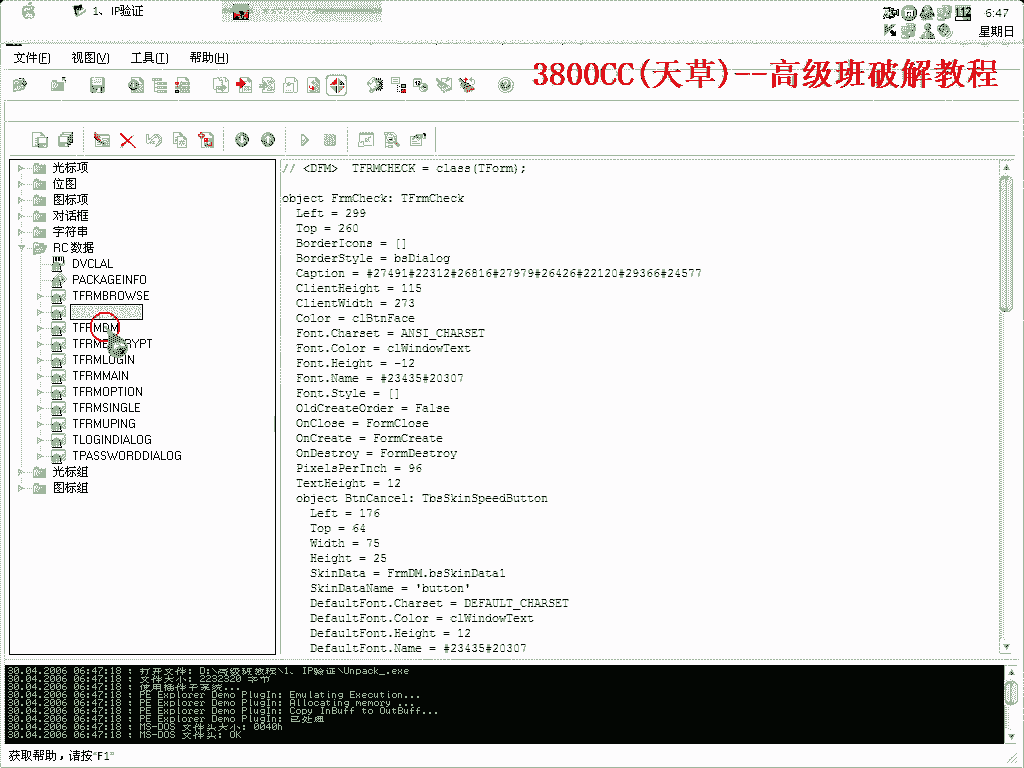 1、IP验证
112
6:47
星期日
文件(F) 视图(V) 工具(T) 帮助(H)
3800CC(天草)--高级班破解教程
光标项
位图
图标项
对话框
字符串
RC 数据
DVCLAL
PACKAGEINFO
TFRMBROWSE
TFRMDM
TFRMLOGIN
TFRMMAIN
TFRMOPTION
TFRMSINGLE
TFRMUPING
TLOGINDIALOG
TPASSWORDDIALOG
光标组
图标组
// <DFM>  TFRMCHECK = class(TForm);
object FrmCheck: TFrmCheck
Left = 299
Top = 260
BorderIcons = []
BorderStyle = bsDialog
Caption = #27491#22312#26816#27979#26426#22120#29366#24577
ClientHeight = 115
ClientWidth = 273
Color = clBtnFace
Font.Charset = ANSI_CHARSET
Font.Color = clWindowText
Font.Height = -12
Font.Name = #23435#20307
Font.Style = []
OldCreateOrder = False
OnClose = FormClose
OnCreate = FormCreate
OnDestroy = FormDestroy
PixelsPerInch = 96
TextHeight = 12
object BtnCancel: TbsSkinSpeedButton
Left = 176
Top = 64
Width = 75
Height = 25
SkinData = FrmDM.bsSkinData1
SkinDataName = 'button'
DefaultFont.Charset = DEFAULT_CHARSET
DefaultFont.Color = clWindowText
DefaultFont.Height = 12
DefaultFont.Name = #23435#20307
30.04.2006 06:47:18 : 打开文件: D:\高级班教程\1、IP验证\Unpack_.exe
30.04.2006 06:47:18 : 文件大小: 2232320 字节
30.04.2006 06:47:18 : 使用插件子系统...
30.04.2006 06:47:18 : PE Explorer Demo PlugIn: Emulating Execution...
30.04.2006 06:47:18 : PE Explorer Demo PlugIn: Allocating memory ...
30.04.2006 06:47:18 : PE Explorer Demo PlugIn: Copy InBuff to OutBuff...
30.04.2006 06:47:18 : PE Explorer Demo PlugIn: 已处理
30.04.2006 06:47:18 : MS-DOS 文件头大小: 0040h
30.04.2006 06:47:18 : MS-DOS 文件头: OK
获取帮助，请按“F1”